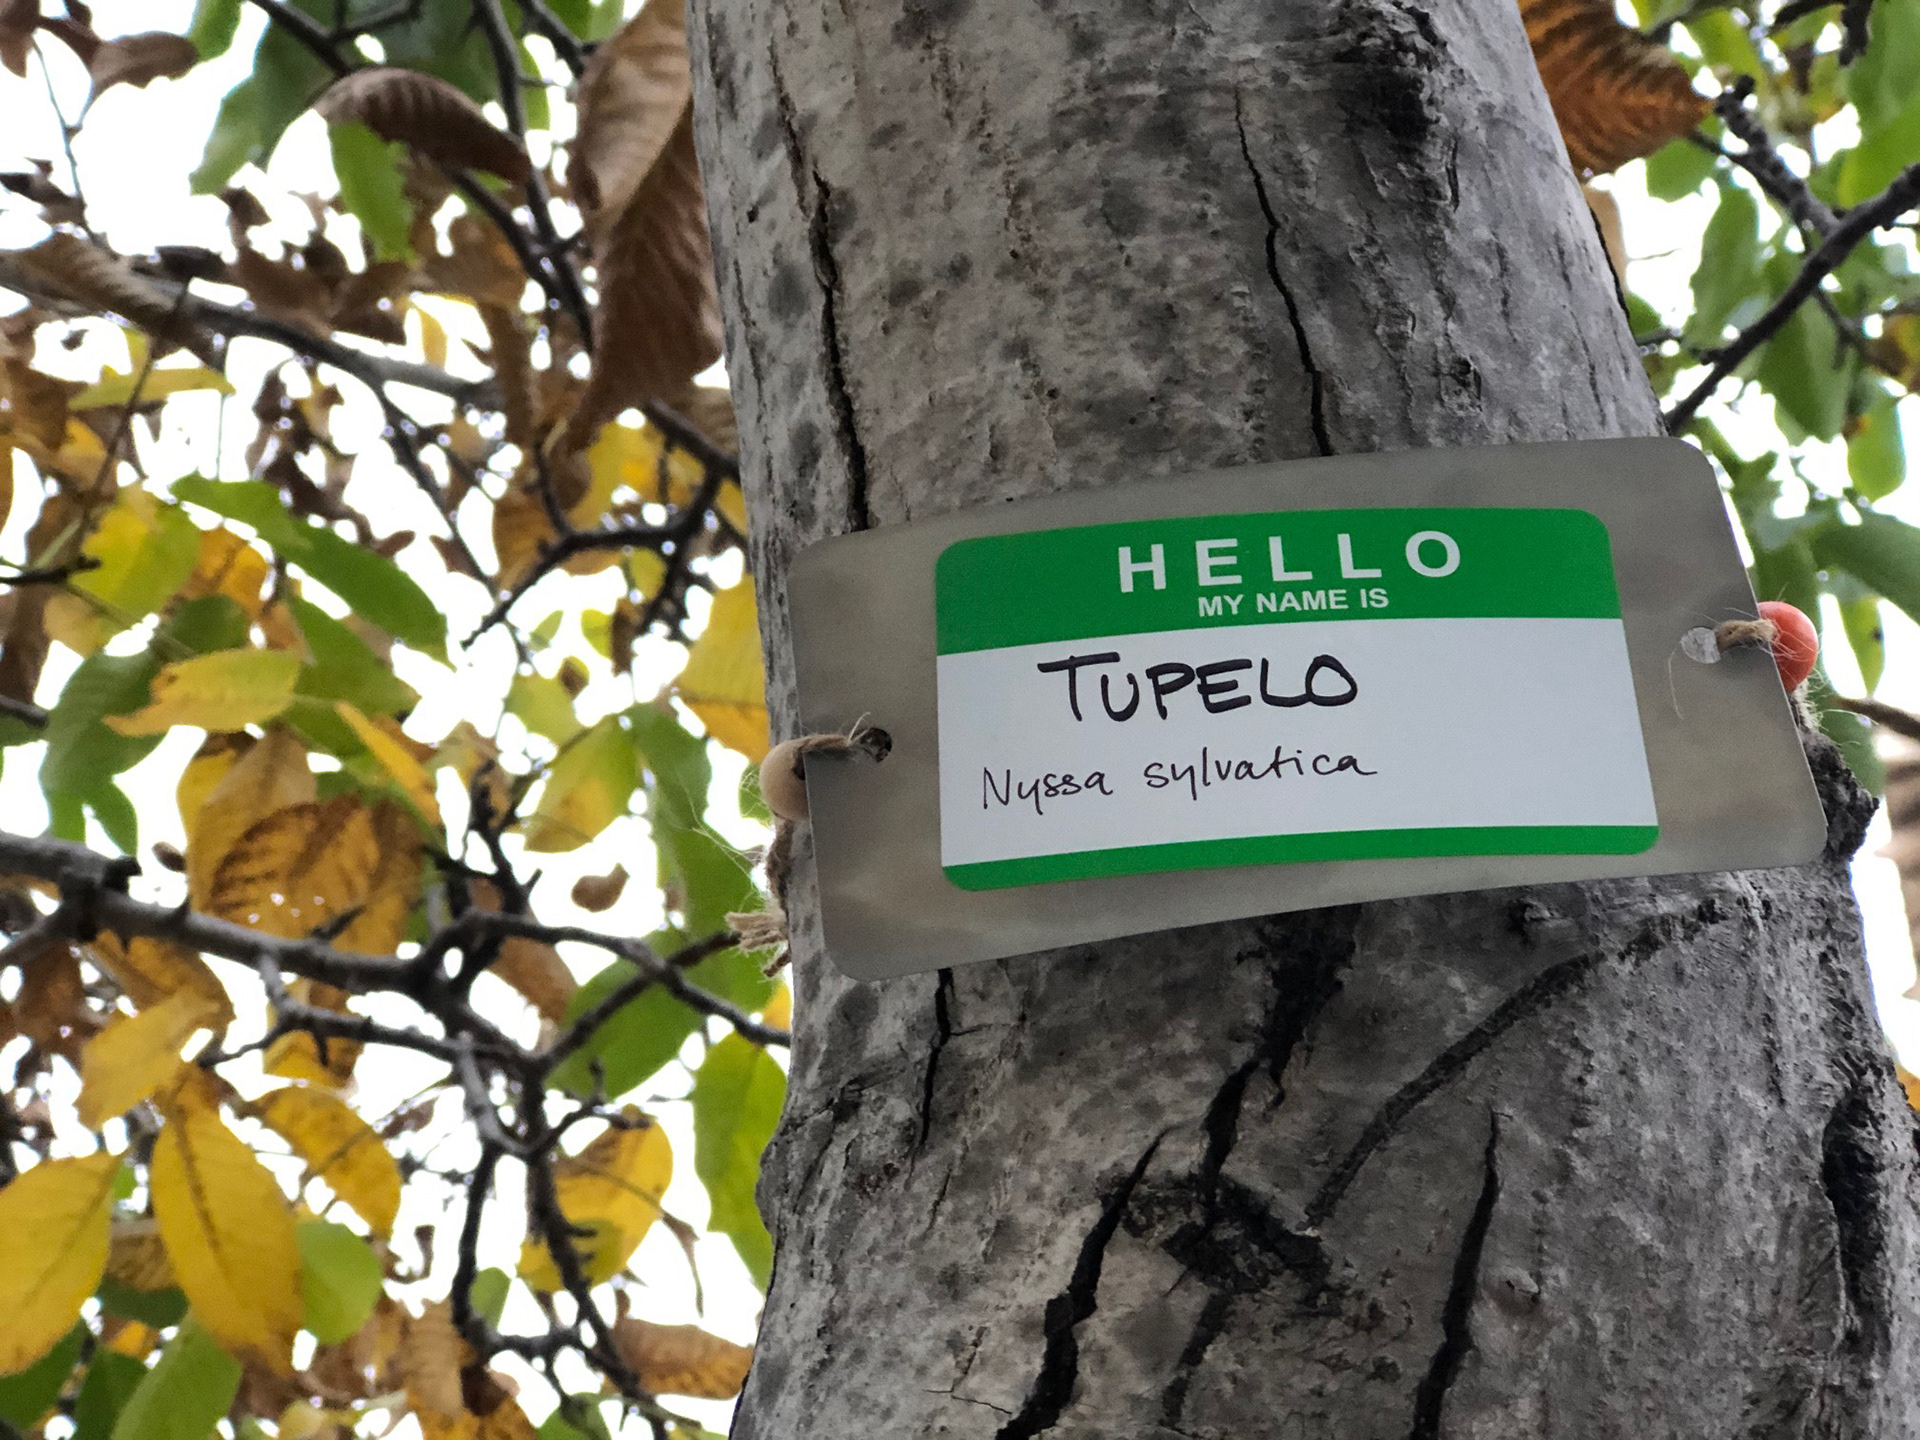 HELLO
MY NAME IS
TUPELO
Nyssa sylvatica